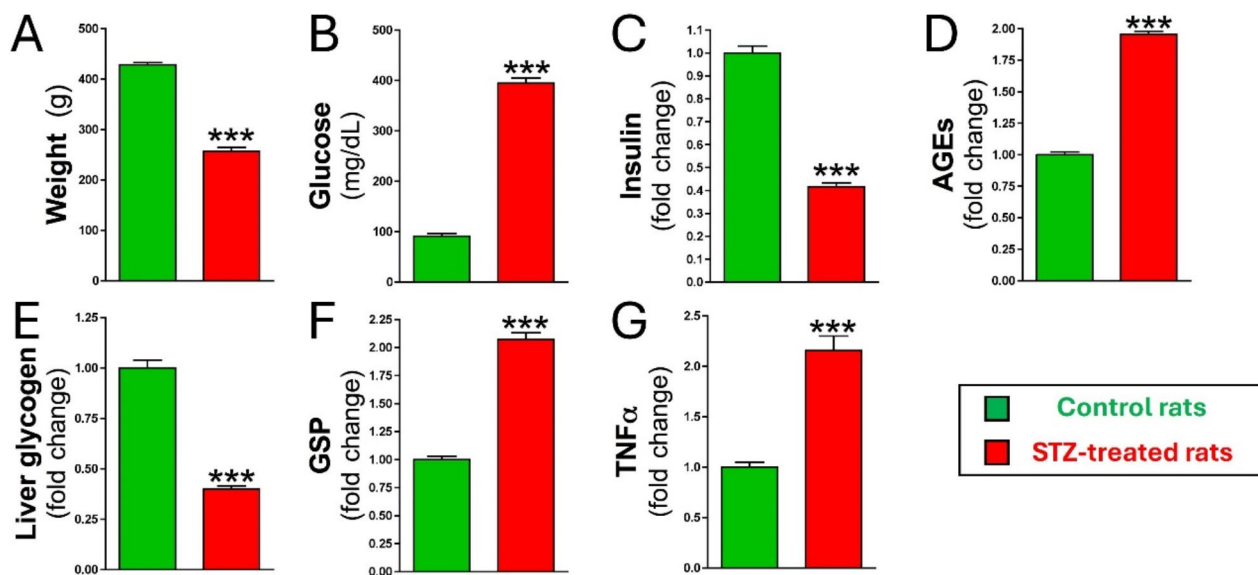 A
Weight (g)
500
400
300
200
100
0
***
B
Glucose
(mg/dL)
500
400
300
200
100
0
***
C
Insulin
(fold change)
1.1
1.0
0.9
0.8
0.7
0.6
0.5
0.4
0.3
0.2
0.1
0.0
***
D
AGEs
(fold change)
2.00
1.75
1.50
1.25
1.00
0.75
0.50
0.25
0.00
***
E
Liver glycogen
(fold change)
1.25
1.00
0.75
0.50
0.25
0.00
***
F
GSP
(fold change)
2.25
2.00
1.75
1.50
1.25
1.00
0.75
0.50
0.25
0.00
***
G
TNFα
(fold change)
2.5
2.0
1.5
1.0
0.5
0.0
***
Control rats
STZ-treated rats